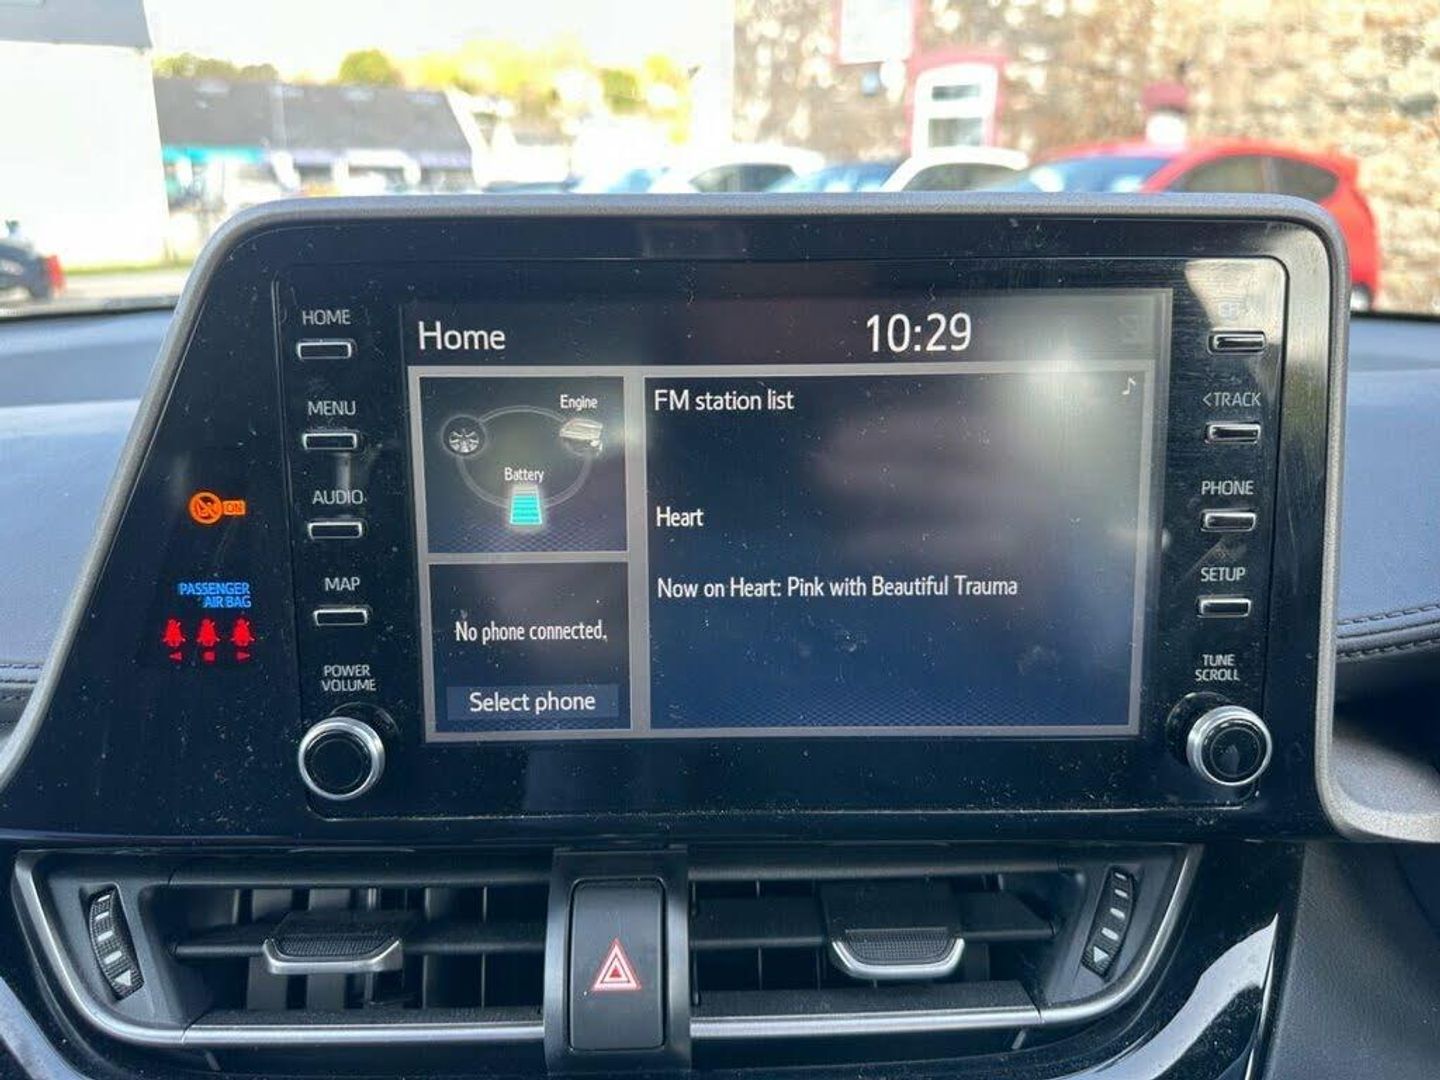 HOME
MENU
AUDIO
MAP
POWER
VOLUME
ON
PASSENGER
AIR BAG
Home
10:29
Engine
Battery
No phone connected.
Select phone
FM station list
Heart
Now on Heart: Pink with Beautiful Trauma
<TRACK
PHONE
SETUP
TUNE
SCROLL